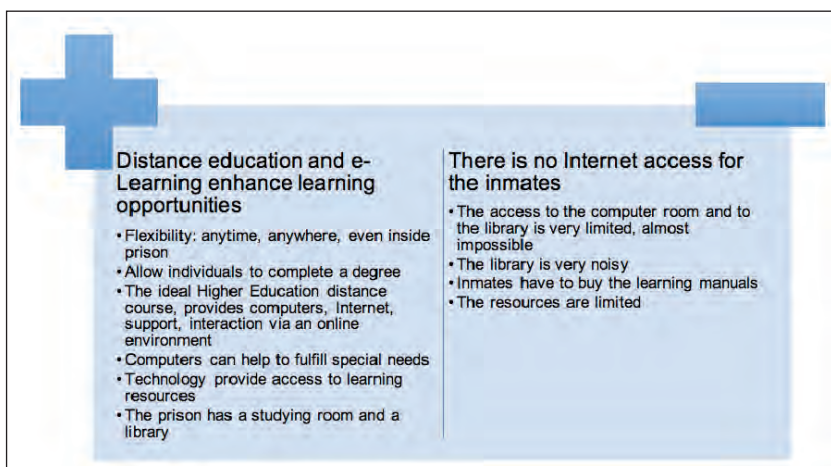 Distance education and e-
Learning enhance learning
opportunities
• Flexibility: anytime, anywhere, even inside
prison
• Allow individuals to complete a degree
• The ideal Higher Education distance
course, provides computers, Internet,
support, interaction via an online
environment
• Computers can help to fulfill special needs
• Technology provide access to learning
resources
• The prison has a studying room and a
library
There is no Internet access for
the inmates
• The access to the computer room and to
the library is very limited, almost
impossible
• The library is very noisy
• Inmates have to buy the learning manuals
• The resources are limited